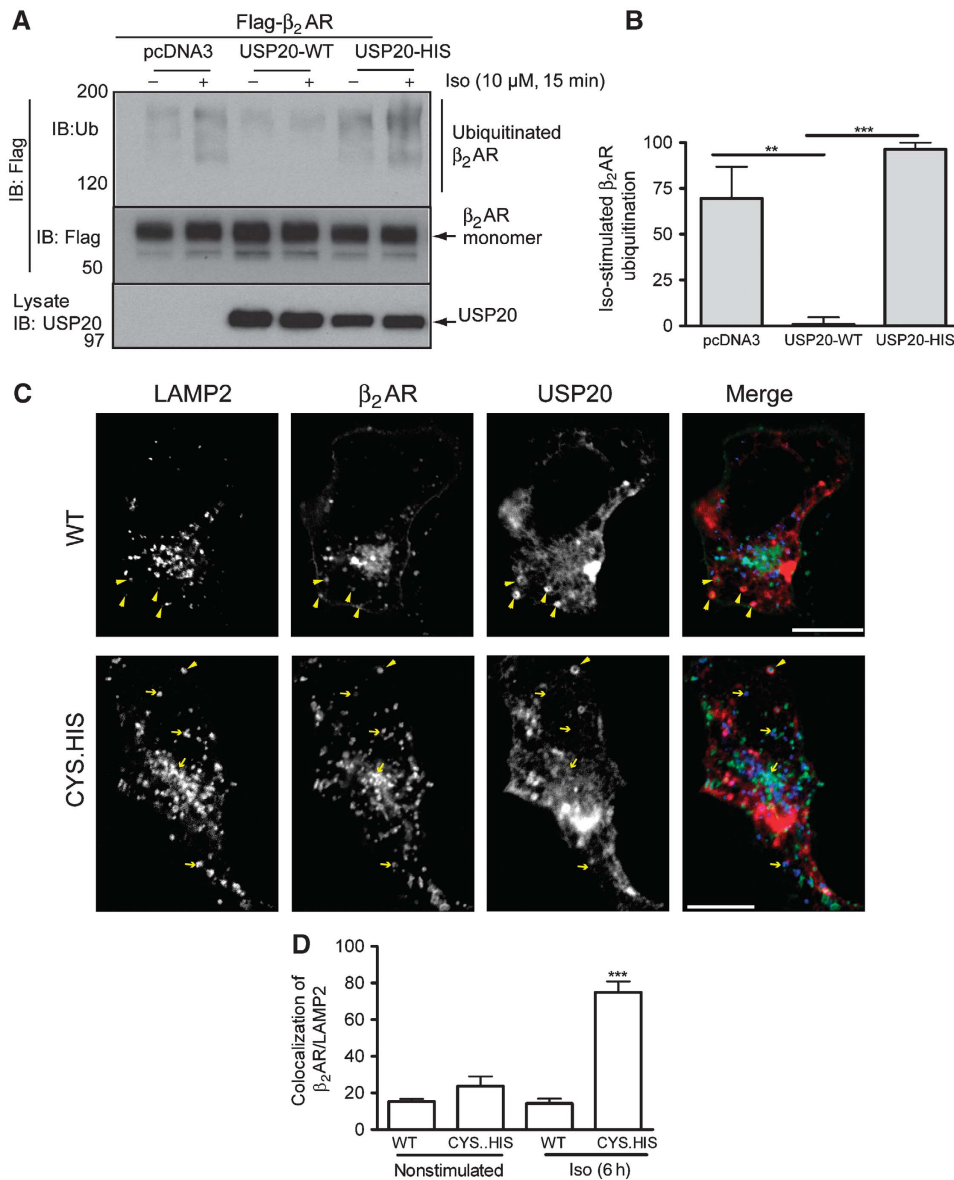 A
Flag-β₂AR
pcDNA3 USP20-WT USP20-HIS
– + – + – + Iso (10 µM, 15 min)
200
IB: Flag
IB:Ub
Ubiquitinated
β₂AR
120
IB: Flag
β₂AR
monomer
50
Lysate
IB: USP20
USP20
97
B
Iso-stimulated β₂AR
ubiquitination
100
75
50
25
0
** ***
pcDNA3 USP20-WT USP20-HIS
C
LAMP2 β₂AR USP20 Merge
WT
CYS.HIS
D
Colocalization of
β₂AR/LAMP2
100
80
60
40
20
0
***
WT CYS..HIS WT CYS.HIS
Nonstimulated Iso (6 h)